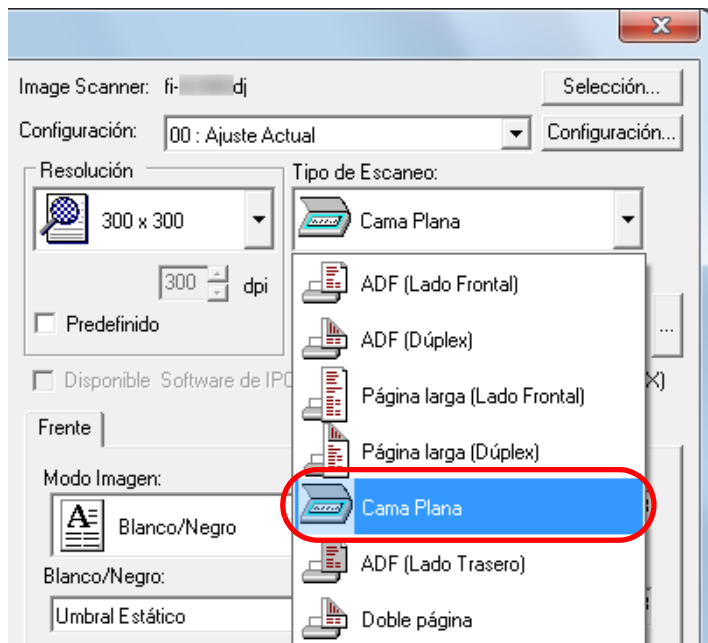 Image Scanner: fi- dj
Selección...
Configuración: 00 : Ajuste Actual
Configuración...
Resolución
Tipo de Escaneo:
300 x 300
Cama Plana
300 dpi
Predefinido
...
Disponible Software de IPC
X)
ADF (Lado Frontal)
ADF (Dúplex)
Página larga (Lado Frontal)
Página larga (Dúplex)
Cama Plana
ADF (Lado Trasero)
Doble página
Frente
Modo Imagen:
Blanco/Negro
Blanco/Negro:
Umbral Estático